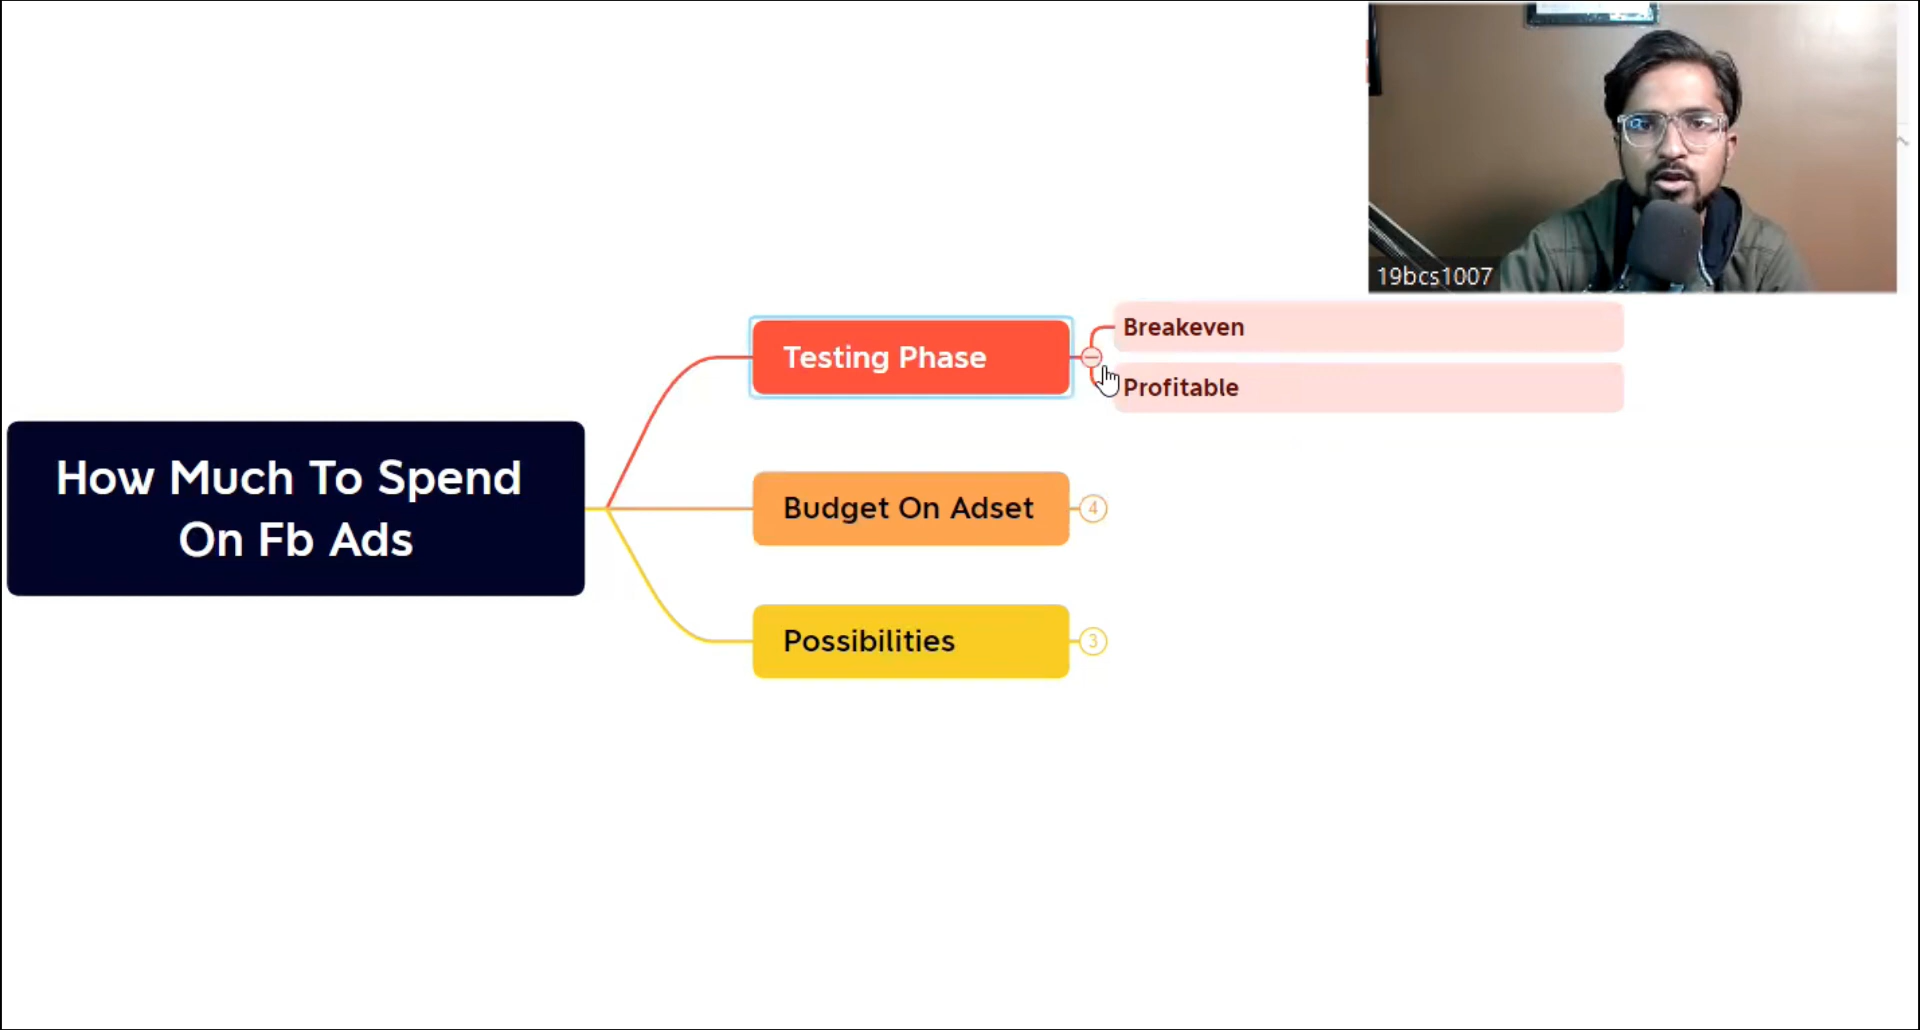 19bcs1007
Testing Phase
Breakeven
Profitable
How Much To Spend
On Fb Ads
Budget On Adset
4
Possibilities
3